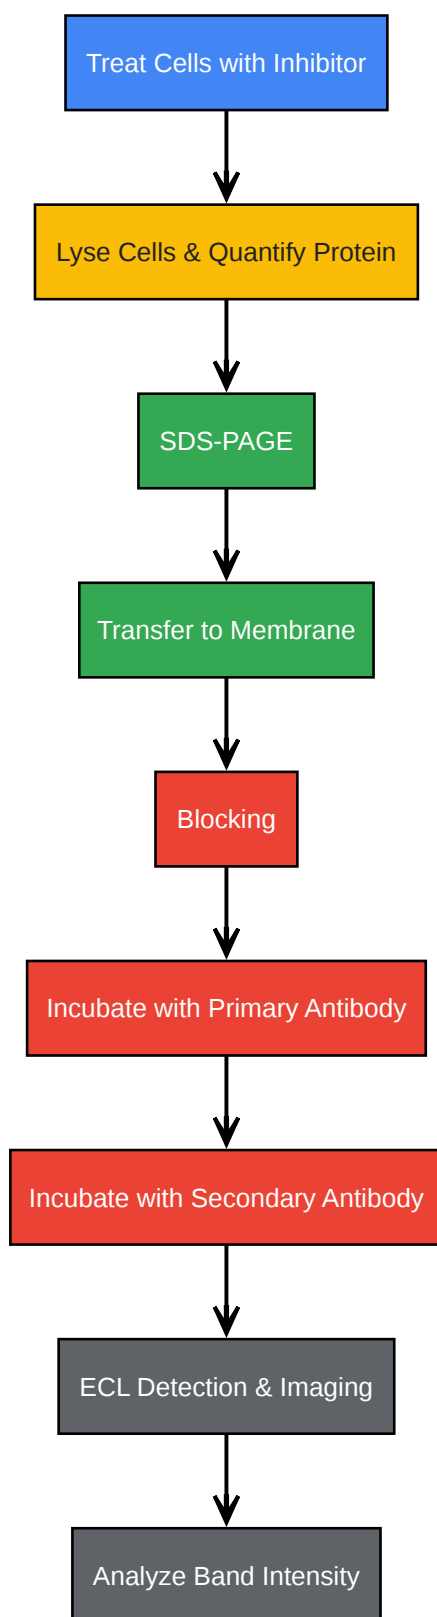 Treat Cells with Inhibitor
Lyse Cells & Quantify Protein
SDS-PAGE
Transfer to Membrane
Blocking
Incubate with Primary Antibody
Incubate with Secondary Antibody
ECL Detection & Imaging
Analyze Band Intensity